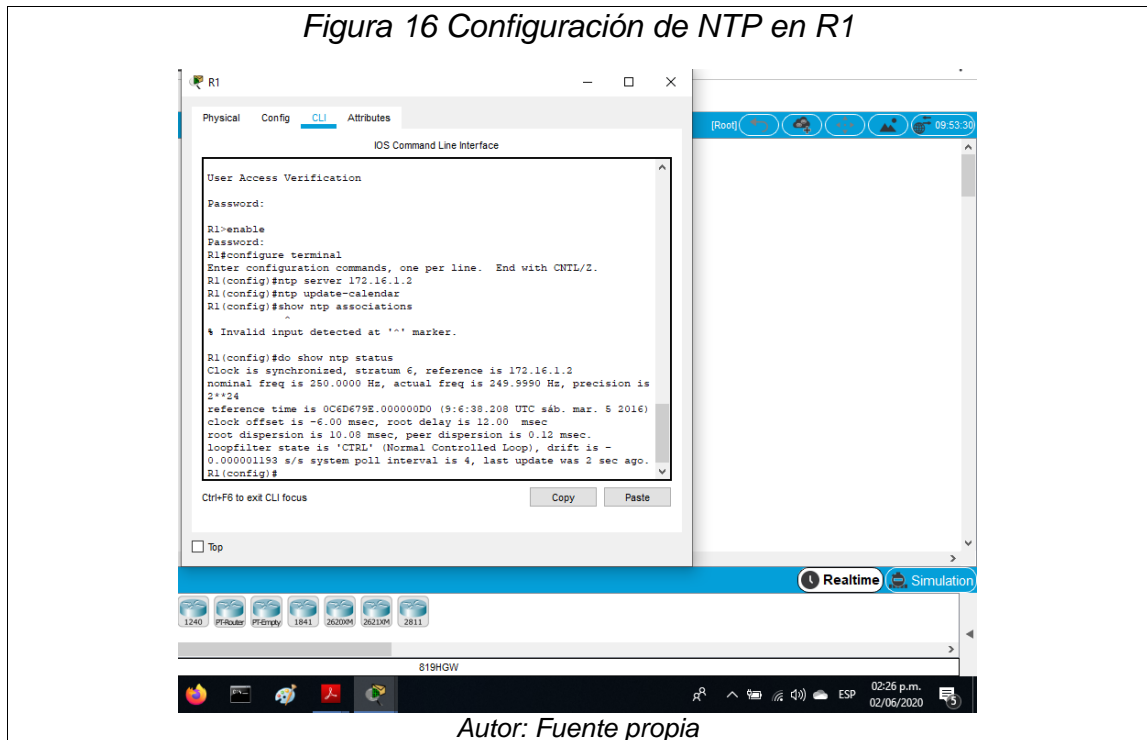 Figura 16 Configuración de NTP en R1
R1
Physical Config CLI Attributes
[Root] 09:53:30
IOS Command Line Interface
User Access Verification
Password:
R1>enable
Password:
R1#configure terminal
Enter configuration commands, one per line. End with CNTL/Z.
R1(config)#ntp server 172.16.1.2
R1(config)#ntp update-calendar
R1(config)#show ntp associations
^
% Invalid input detected at '^' marker.
R1(config)#do show ntp status
Clock is synchronized, stratum 6, reference is 172.16.1.2
nominal freq is 250.0000 Hz, actual freq is 249.9990 Hz, precision is
2**24
reference time is 0C6D679E.000000D0 (9:6:38.208 UTC sáb. mar. 5 2016)
clock offset is -6.00 msec, root delay is 12.00 msec
root dispersion is 10.08 msec, peer dispersion is 0.12 msec.
loopfilter state is 'CTRL' (Normal Controlled Loop), drift is -
0.000001193 s/s system poll interval is 4, last update was 2 sec ago.
R1(config)#
Ctrl+F6 to exit CLI focus
Copy Paste
Top
Realtime Simulation
1240 PT-Router PT-Empty 1841 2620XM 2621XM 2811
819HGW
ESP
02:26 p.m.
02/06/2020
5
Autor: Fuente propia